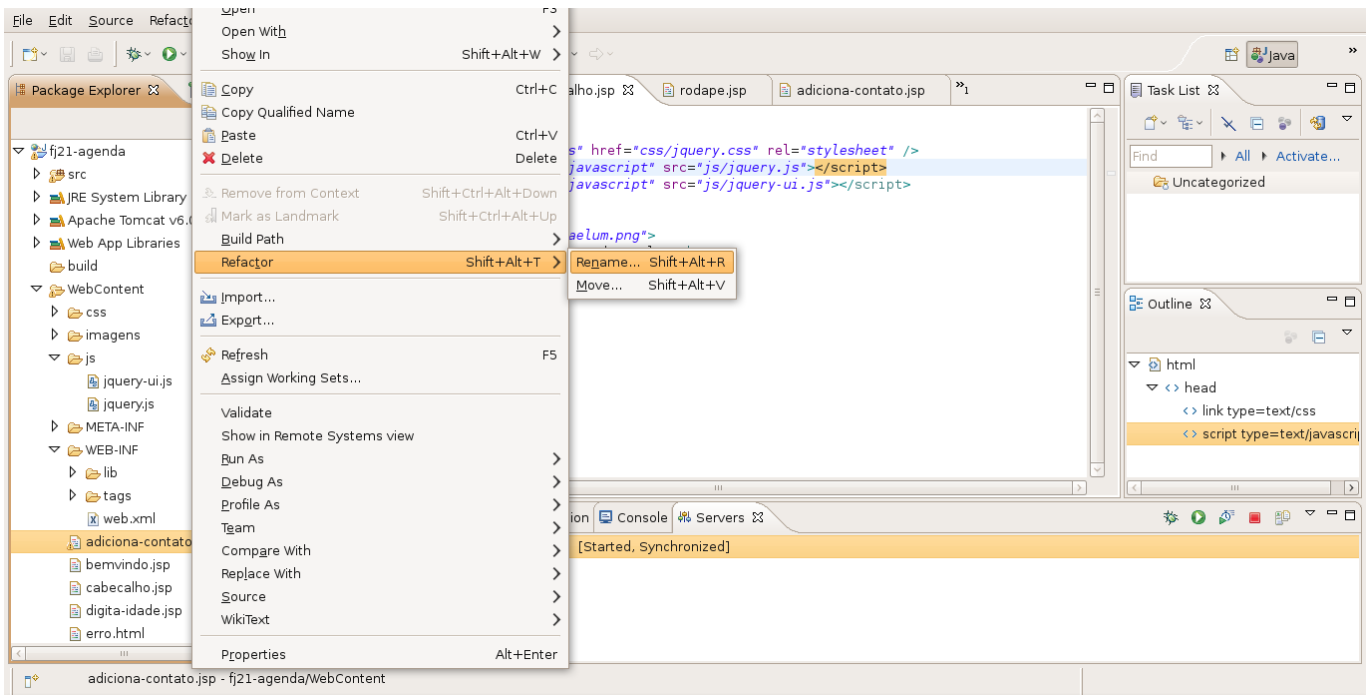 File Edit Source Refact
Java
»
Package Explorer
alho.jsp
rodape.jsp
adiciona-contato.jsp
»1
Task List
Find
All
Activate...
Uncategorized
fj21-agenda
src
JRE System Library
Apache Tomcat v6.
Web App Libraries
build
WebContent
css
imagens
js
jquery-ui.js
jquery.js
META-INF
WEB-INF
lib
tags
web.xml
adiciona-contato
bemvindo.jsp
cabecalho.jsp
digita-idade.jsp
erro.html
Open F3
Open With
Show In Shift+Alt+W
Copy Ctrl+C
Copy Qualified Name
Paste Ctrl+V
Delete Delete
Remove from Context Shift+Ctrl+Alt+Down
Mark as Landmark Shift+Ctrl+Alt+Up
Build Path
Refactor Shift+Alt+T
Import...
Export...
Refresh F5
Assign Working Sets...
Validate
Show in Remote Systems view
Run As
Debug As
Profile As
Team
Compare With
Replace With
Source
WikiText
Properties Alt+Enter
Rename... Shift+Alt+R
Move... Shift+Alt+V
s" href="css/jquery.css" rel="stylesheet" />
javascript" src="js/jquery.js"></script>
javascript" src="js/jquery-ui.js"></script>
aelum.png">
Outline
html
<> head
<> link type=text/css
<> script type=text/javascri
ion
Console
Servers
[Started, Synchronized]
adiciona-contato.jsp - fj21-agenda/WebContent